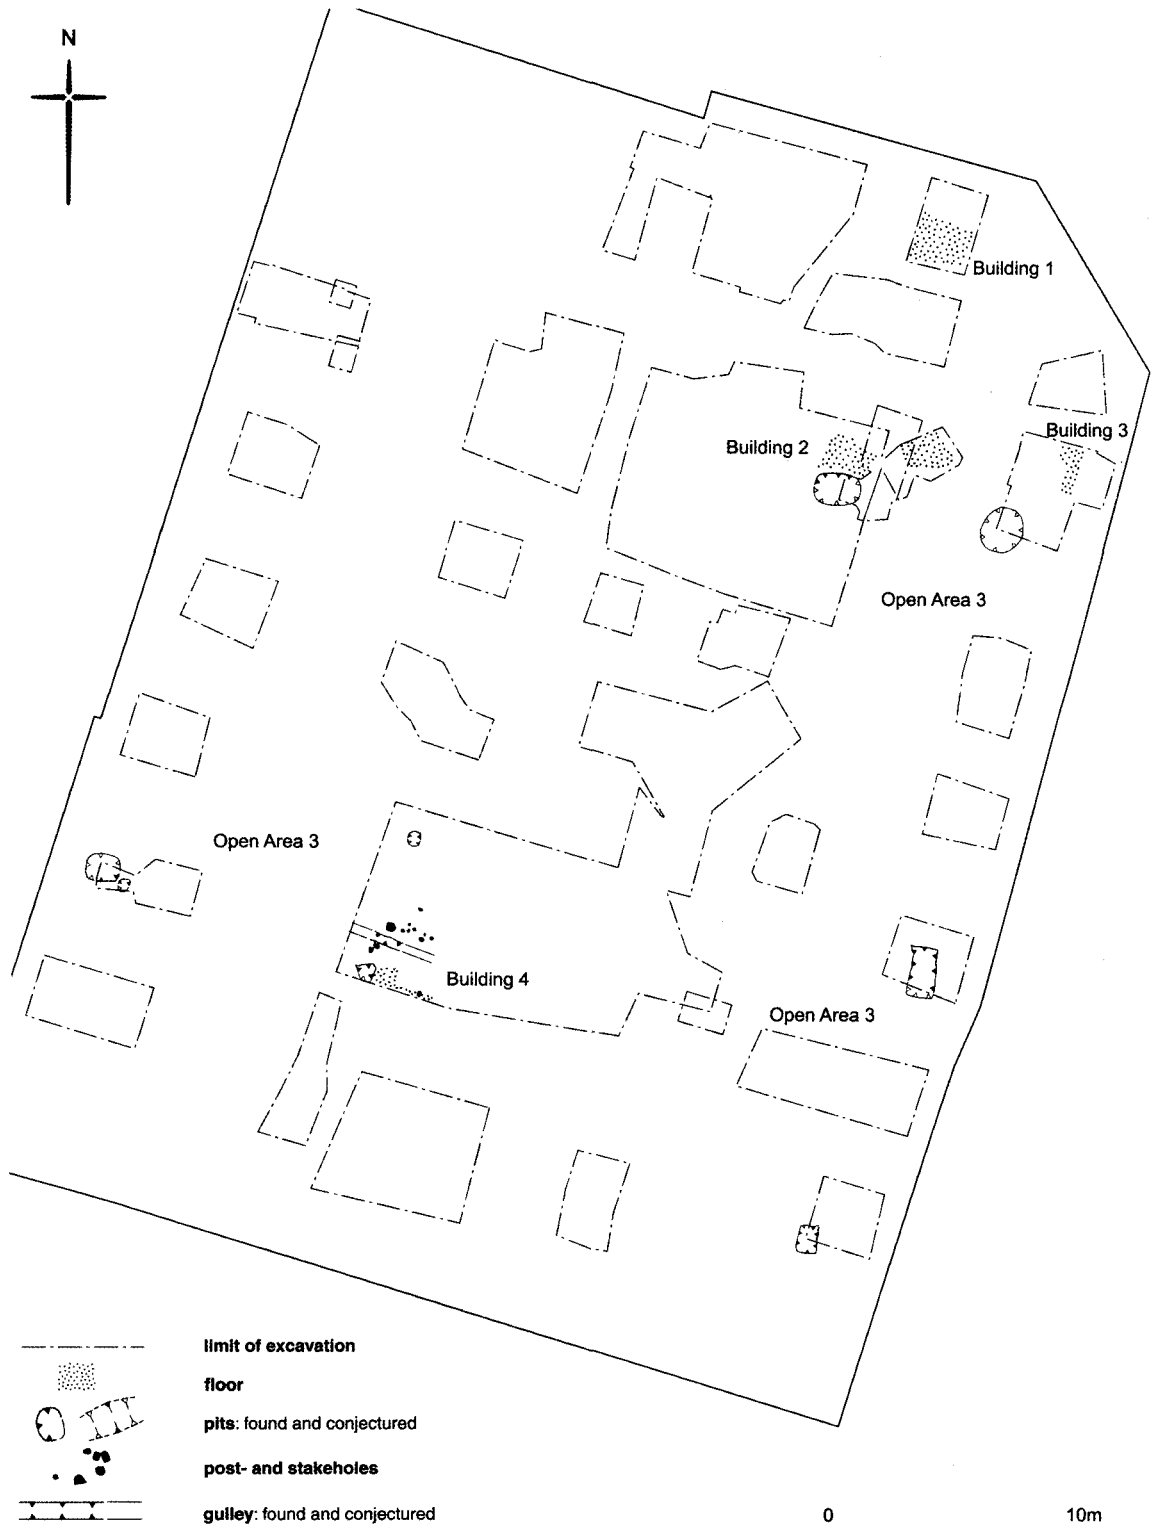 N
Building 1
Building 3
Building 2
Open Area 3
Open Area 3
Building 4
Open Area 3
limit of excavation
floor
pits: found and conjectured
post- and stakeholes
gulley: found and conjectured
0 10m